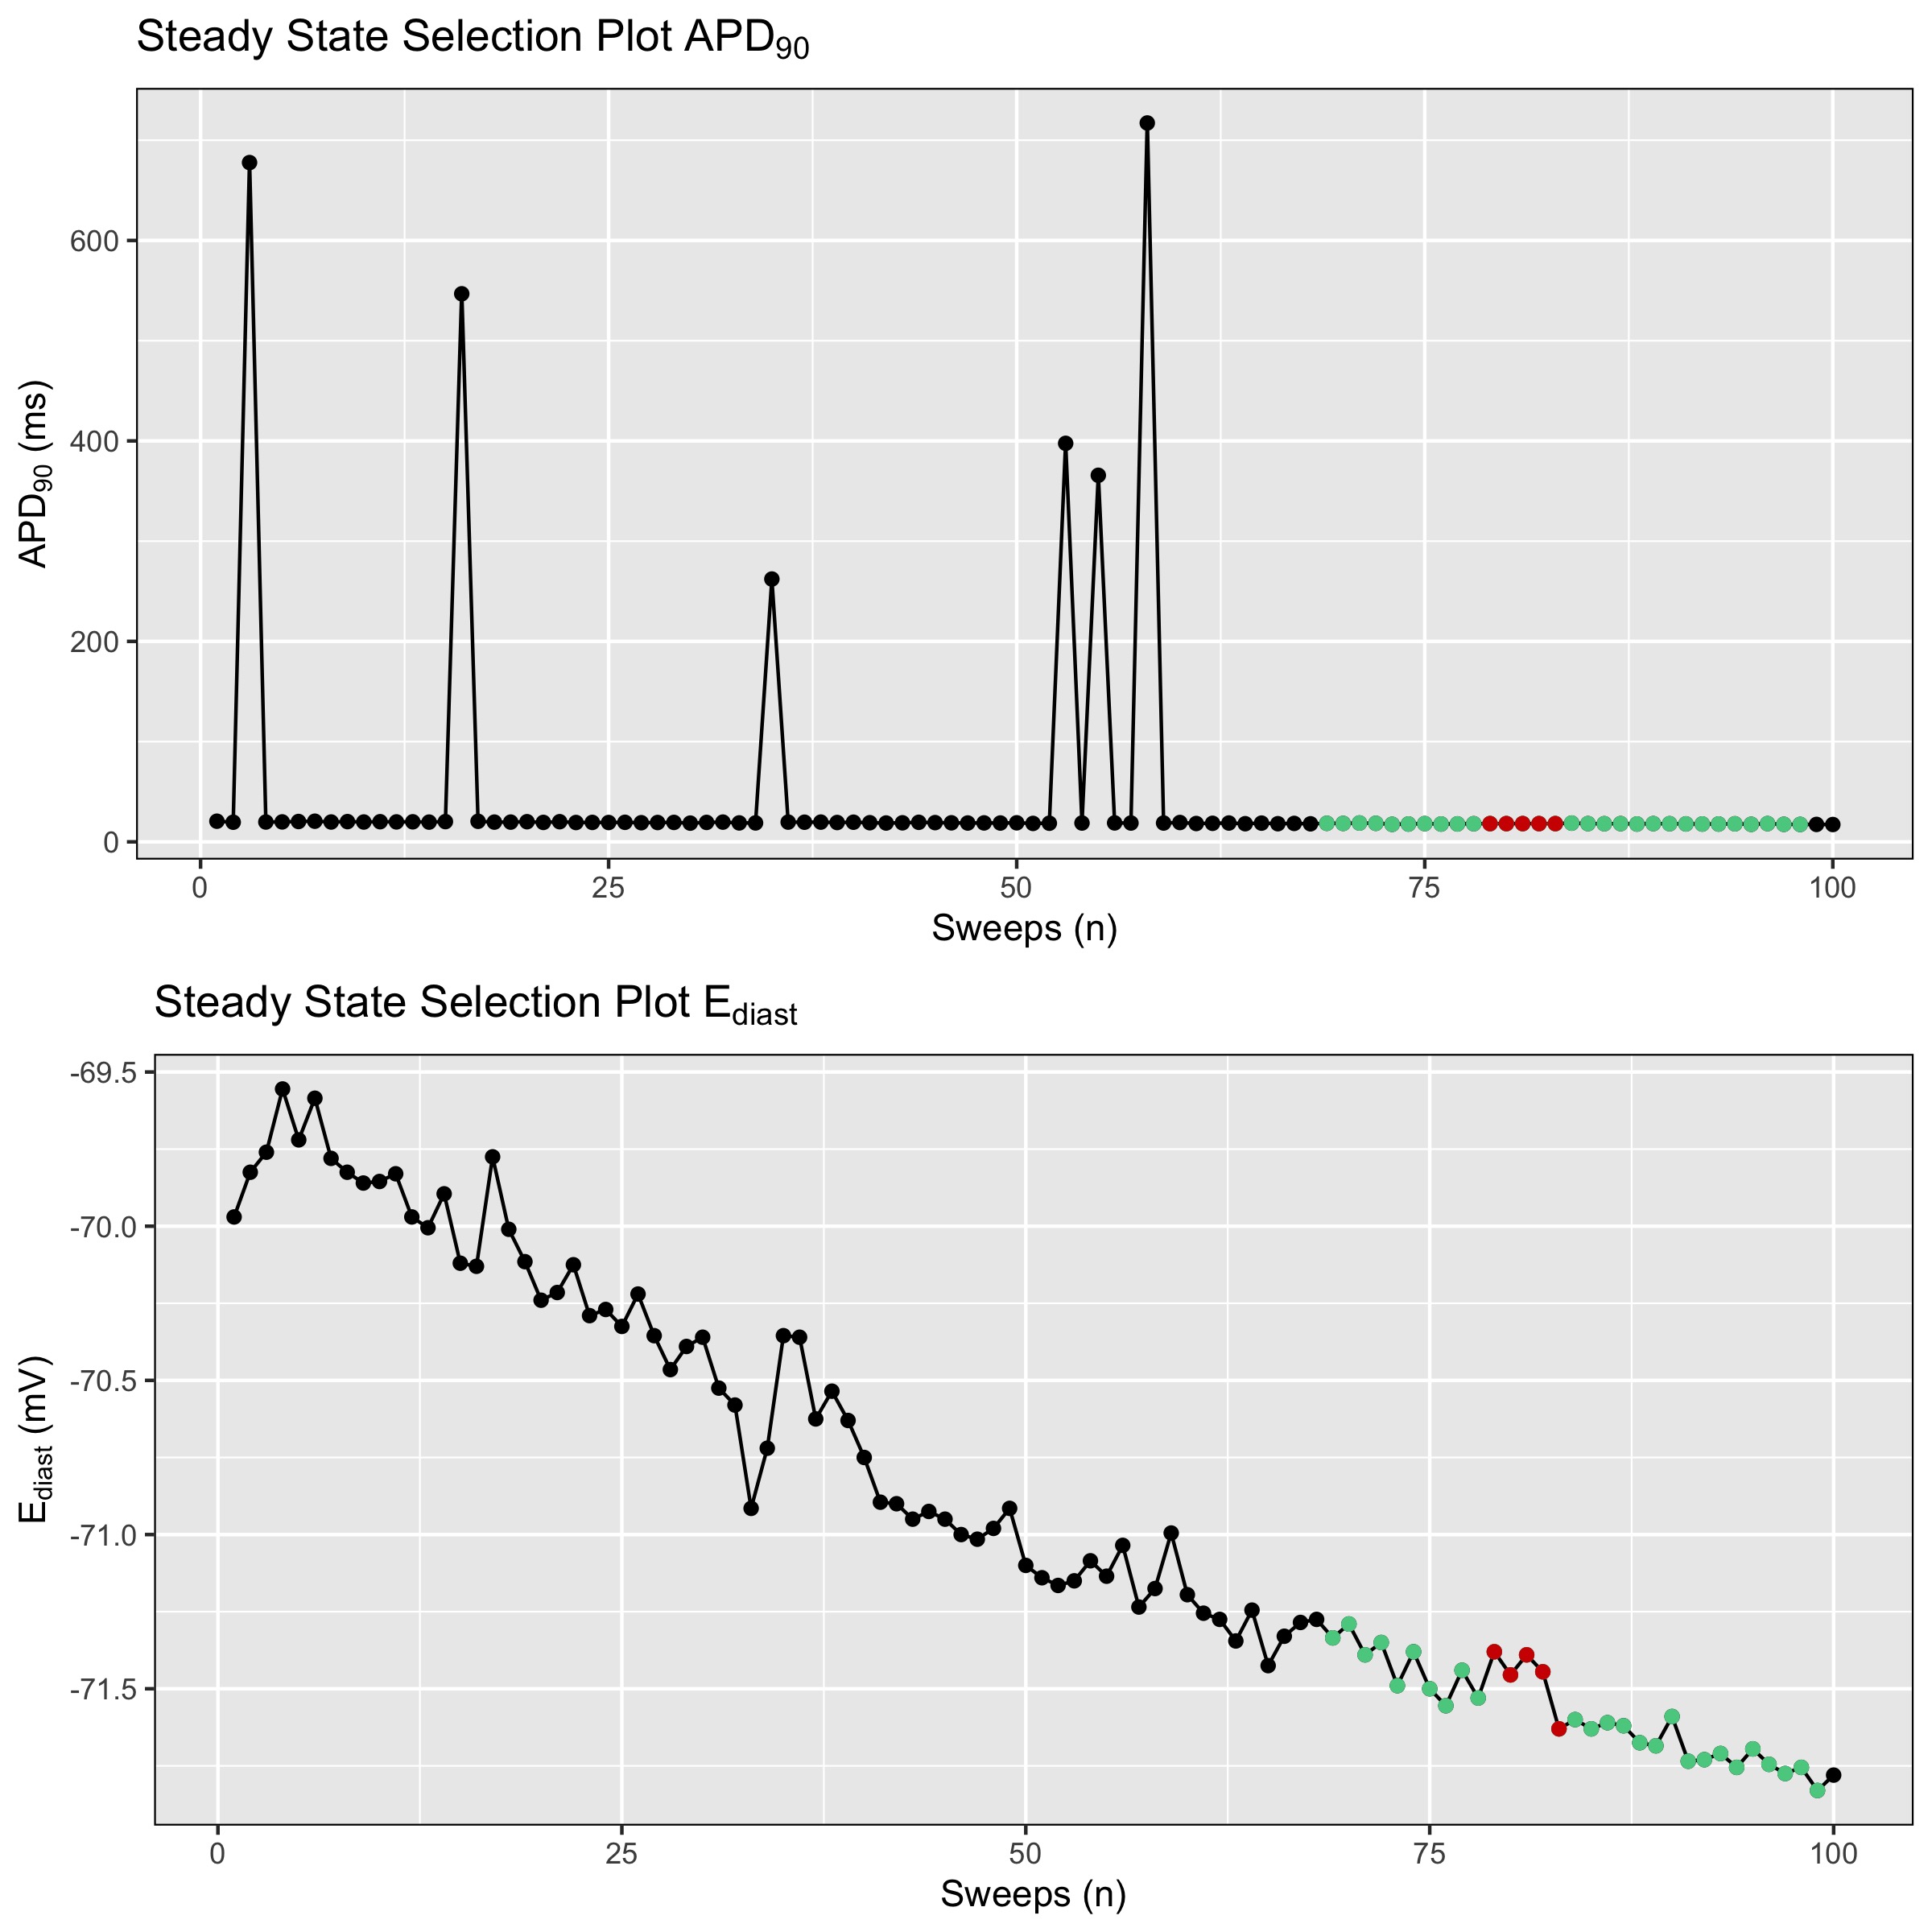 Steady State Selection Plot APD90
600
400
200
0
APD90 (ms)
0 25 50 75 100
Sweeps (n)
Steady State Selection Plot Ediast
-69.5
-70.0
-70.5
-71.0
-71.5
Ediast (mV)
0 25 50 75 100
Sweeps (n)